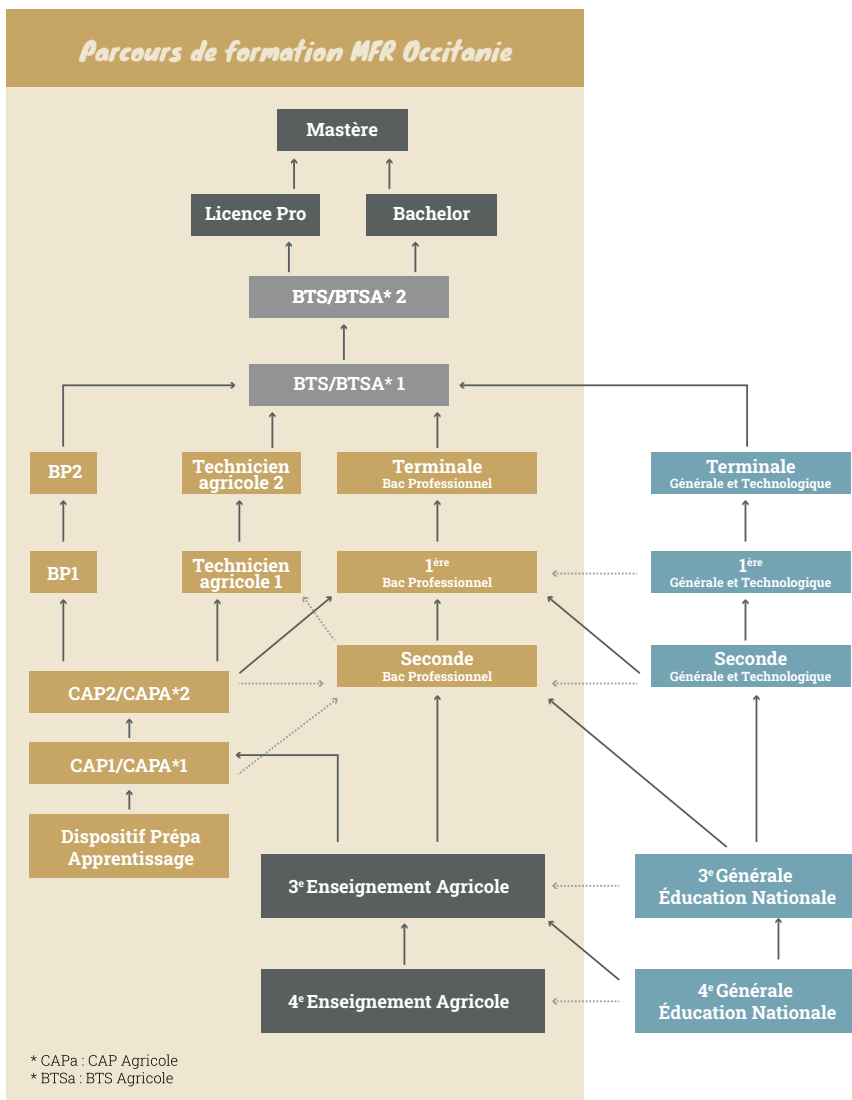 Parcours de formation MFR Occitanie
Mastère
Licence Pro
Bachelor
BTS/BTSA* 2
BTS/BTSA* 1
BP2
Technicien
agricole 2
Terminale
Bac Professionnel
Terminale
Générale et Technologique
BP1
Technicien
agricole 1
1ère
Bac Professionnel
1ère
Générale et Technologique
Seconde
Bac Professionnel
Seconde
Générale et Technologique
CAP2/CAPA*2
CAP1/CAPA*1
Dispositif Prépa
Apprentissage
3e Enseignement Agricole
3e Générale
Éducation Nationale
4e Enseignement Agricole
4e Générale
Éducation Nationale
* CAPa : CAP Agricole
* BTSa : BTS Agricole